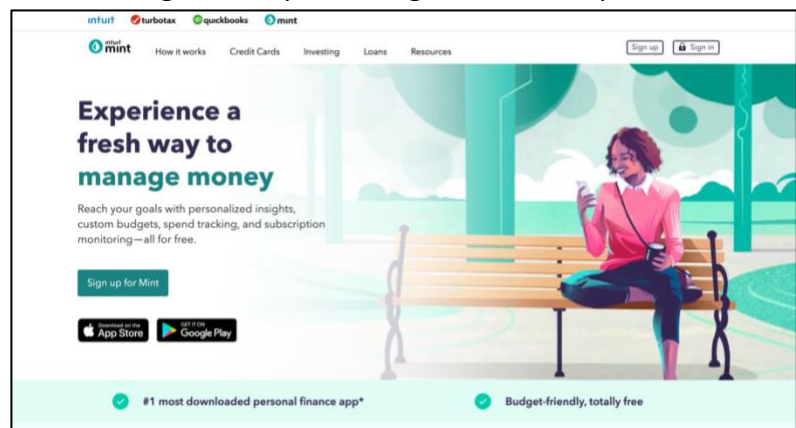 intuit turbotax quickbooks mint
intuit mint How it works Credit Cards Investing Loans Resources Sign up Sign in
Experience a
fresh way to
manage money
Reach your goals with personalized insights,
custom budgets, spend tracking, and subscription
monitoring—all for free.
Sign up for Mint
Download on the App Store GET IT ON Google Play
#1 most downloaded personal finance app* Budget-friendly, totally free